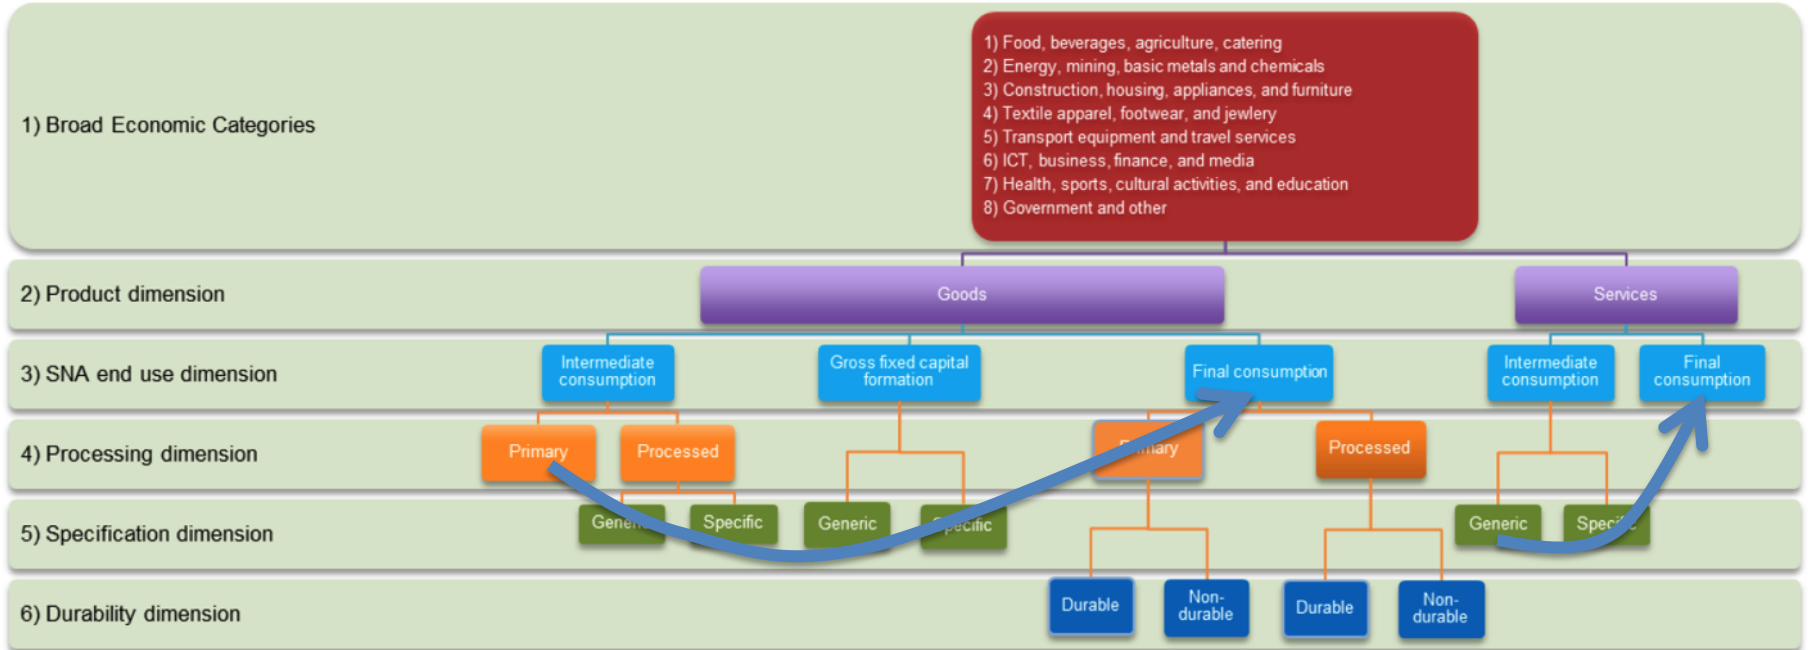 1) Food, beverages, agriculture, catering
2) Energy, mining, basic metals and chemicals
3) Construction, housing, appliances, and furniture
4) Textile apparel, footwear, and jewlery
5) Transport equipment and travel services
6) ICT, business, finance, and media
7) Health, sports, cultural activities, and education
8) Government and other
1) Broad Economic Categories
2) Product dimension
Goods
Services
3) SNA end use dimension
Intermediate
consumption
Gross fixed capital
formation
Final consumption
Intermediate
consumption
Final
consumption
4) Processing dimension
Primary
Processed
Primary
Processed
5) Specification dimension
Generic
Specific
Generic
Specific
Generic
Specific
6) Durability dimension
Durable
Non-
durable
Durable
Non-
durable